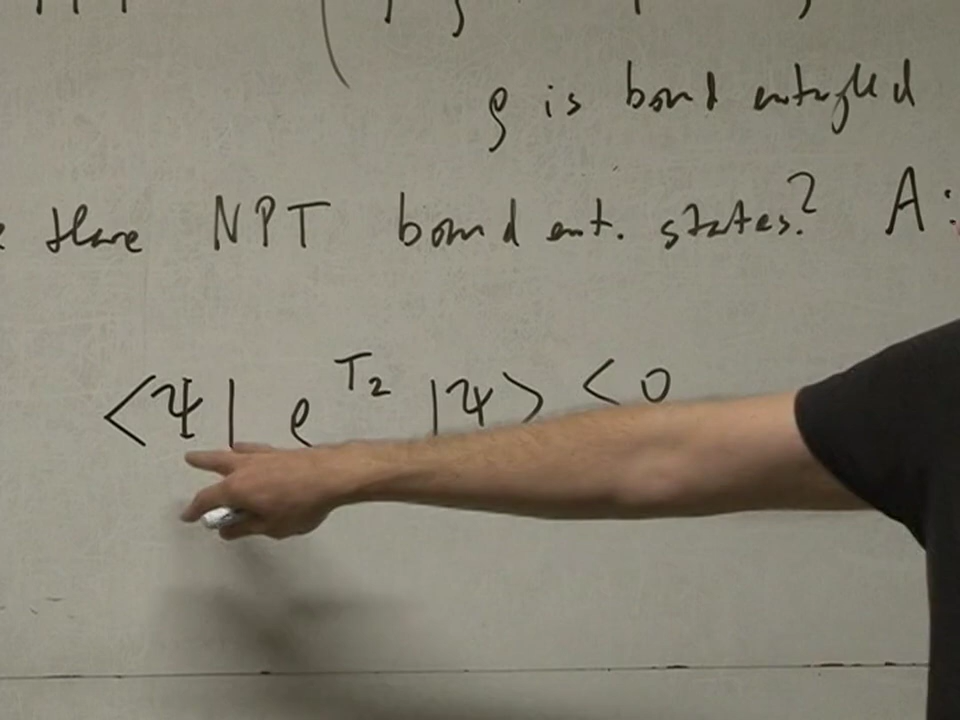 ρ is bound entangled
there NPT bound ent. states? A:
<Ψ| ρ^T₂ |Ψ> < 0